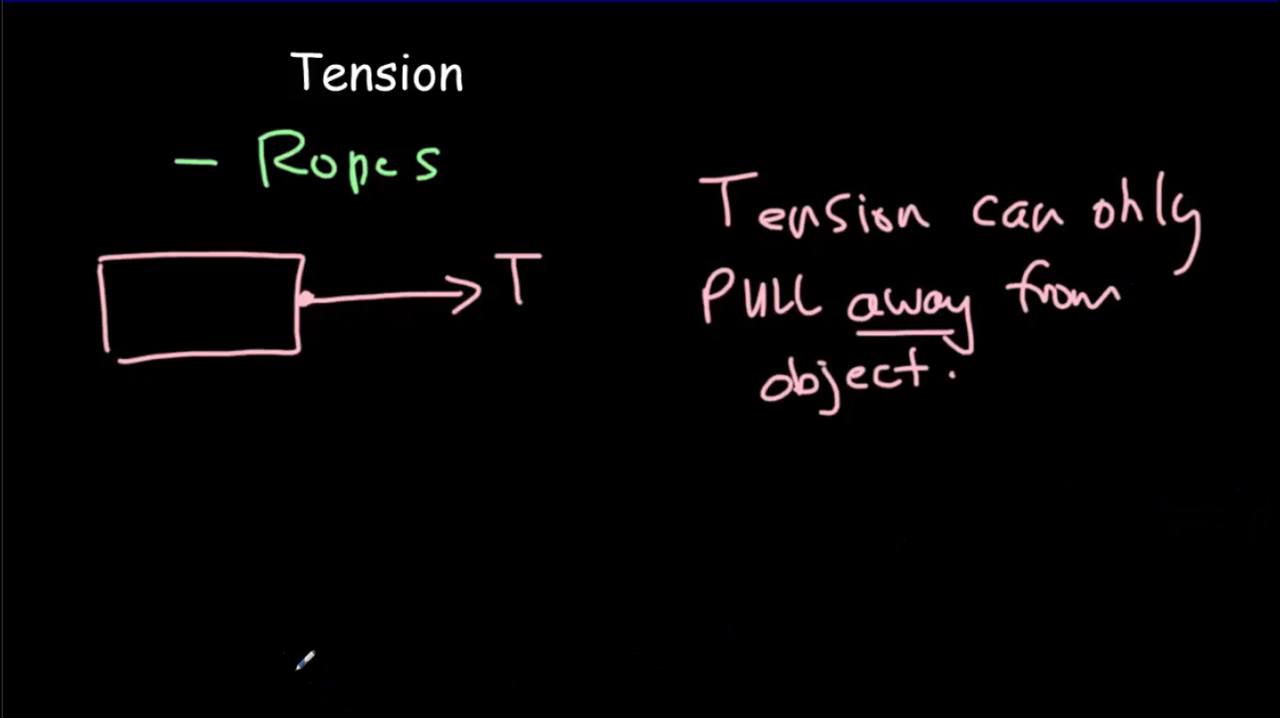 Tension
- Ropes
T
Tension can only
PULL away from
object.